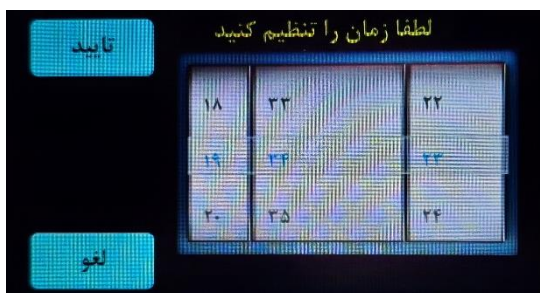 لطفا زمان را تنظیم کنید
تایید
۱۸ ۳۳ ۲۲
۱۹ ۳۴ ۲۳
۲۰ ۳۵ ۲۴
لغو